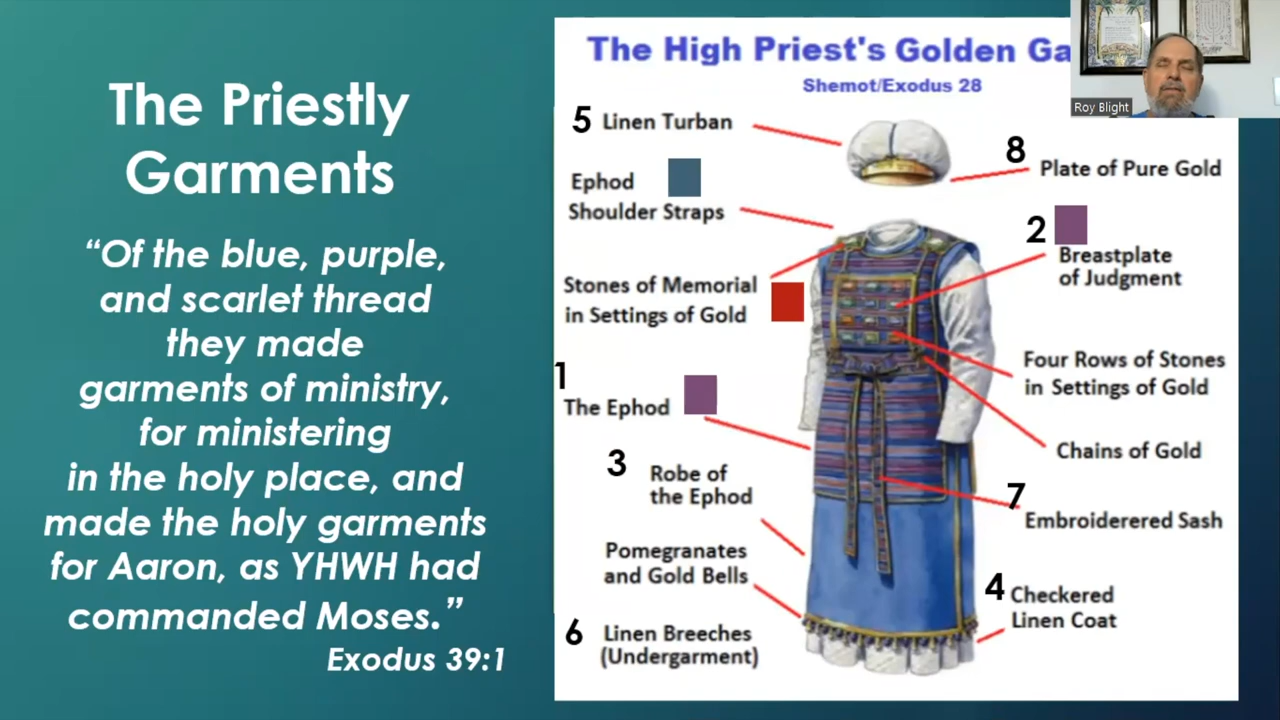 The Priestly
Garments
“Of the blue, purple,
and scarlet thread
they made
garments of ministry,
for ministering
in the holy place, and
made the holy garments
for Aaron, as YHWH had
commanded Moses.”
Exodus 39:1
The High Priest's Golden Ga
Shemot/Exodus 28
Roy Blight
5 Linen Turban
8 Plate of Pure Gold
Ephod
Shoulder Straps
2 Breastplate
of Judgment
Stones of Memorial
in Settings of Gold
Four Rows of Stones
in Settings of Gold
1 The Ephod
Chains of Gold
3 Robe of
the Ephod
7 Embroiderered Sash
Pomegranates
and Gold Bells
4 Checkered
Linen Coat
6 Linen Breeches
(Undergarment)